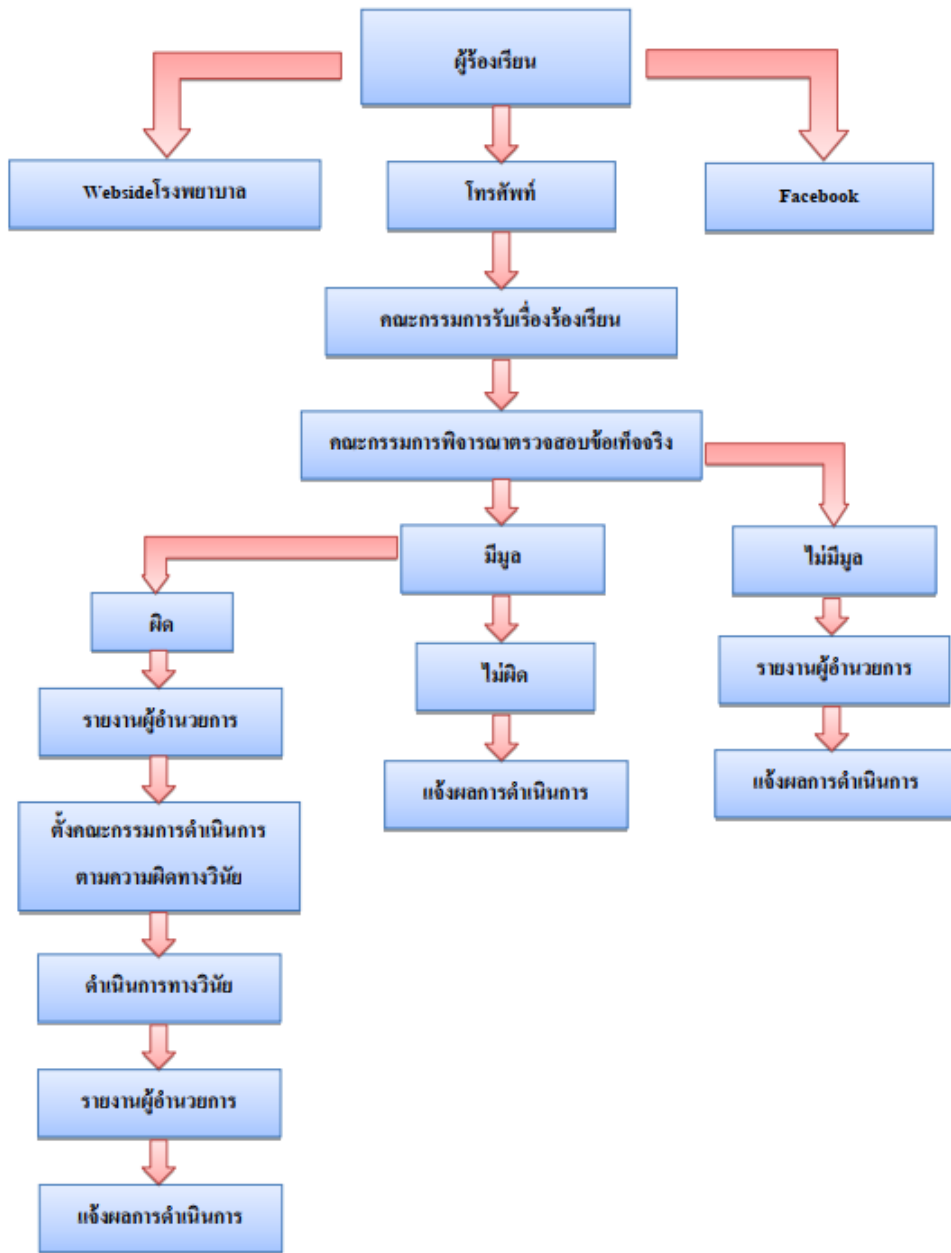 ผู้ร้องเรียน
Websideโรงพยาบาล
โทรศัพท์
Facebook
คณะกรรมการรับเรื่องร้องเรียน
คณะกรรมการพิจารณาตรวจสอบข้อเท็จจริง
มีมูล
ไม่มีมูล
ผิด
ไม่ผิด
รายงานผู้อำนวยการ
รายงานผู้อำนวยการ
แจ้งผลการดำเนินการ
แจ้งผลการดำเนินการ
ตั้งคณะกรรมการดำเนินการ
ตามความผิดทางวินัย
ดำเนินการทางวินัย
รายงานผู้อำนวยการ
แจ้งผลการดำเนินการ